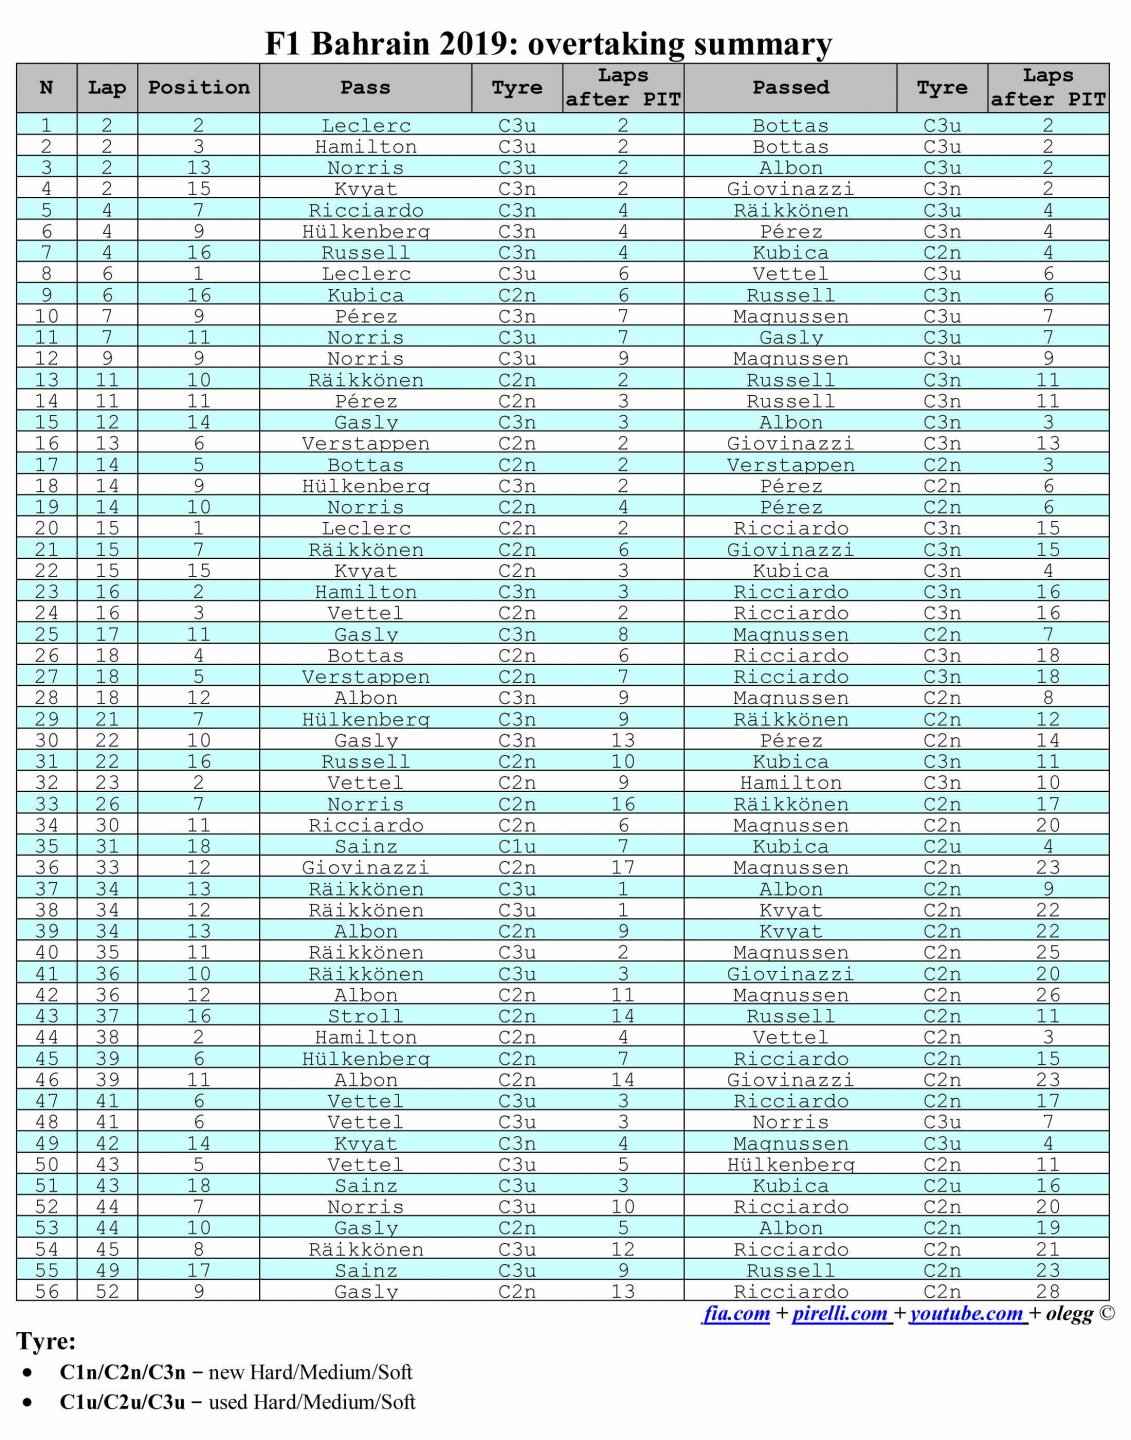 F1 Bahrain 2019: overtaking summary
N Lap Position Pass Tyre Laps after PIT Passed Tyre Laps after PIT
1 2 2 Leclerc C3u 2 Bottas C3u 2
2 2 3 Hamilton C3u 2 Bottas C3u 2
3 2 13 Norris C3u 2 Albon C3u 2
4 2 15 Kvyat C3n 2 Giovinazzi C3n 2
5 4 7 Ricciardo C3n 4 Räikkönen C3u 4
6 4 9 Hülkenberg C3n 4 Pérez C3n 4
7 4 16 Russell C3n 4 Kubica C2n 4
8 6 1 Leclerc C3u 6 Vettel C3u 6
9 6 16 Kubica C2n 6 Russell C3n 6
10 7 9 Pérez C3n 7 Magnussen C3u 7
11 7 11 Norris C3u 7 Gasly C3u 7
12 9 9 Norris C3u 9 Magnussen C3u 9
13 11 10 Räikkönen C2n 2 Russell C3n 11
14 11 11 Pérez C2n 3 Russell C3n 11
15 12 14 Gasly C3n 3 Albon C3n 3
16 13 6 Verstappen C2n 2 Giovinazzi C3n 13
17 14 5 Bottas C2n 2 Verstappen C2n 3
18 14 9 Hülkenberg C3n 2 Pérez C2n 6
19 14 10 Norris C2n 4 Pérez C2n 6
20 15 1 Leclerc C2n 2 Ricciardo C3n 15
21 15 7 Räikkönen C2n 6 Giovinazzi C3n 15
22 15 15 Kvyat C2n 3 Kubica C3n 4
23 16 2 Hamilton C3n 3 Ricciardo C3n 16
24 16 3 Vettel C2n 2 Ricciardo C3n 16
25 17 11 Gasly C3n 8 Magnussen C2n 7
26 18 4 Bottas C2n 6 Ricciardo C3n 18
27 18 5 Verstappen C2n 7 Ricciardo C3n 18
28 18 12 Albon C3n 9 Magnussen C2n 8
29 21 7 Hülkenberg C3n 9 Räikkönen C2n 12
30 22 10 Gasly C3n 13 Pérez C2n 14
31 22 16 Russell C2n 10 Kubica C3n 11
32 23 2 Vettel C2n 9 Hamilton C3n 10
33 26 7 Norris C2n 16 Räikkönen C2n 17
34 30 11 Ricciardo C2n 6 Magnussen C2n 20
35 31 18 Sainz C1u 7 Kubica C2u 4
36 33 12 Giovinazzi C2n 17 Magnussen C2n 23
37 34 13 Räikkönen C3u 1 Albon C2n 9
38 34 12 Räikkönen C3u 1 Kvyat C2n 22
39 34 13 Albon C2n 9 Kvyat C2n 22
40 35 11 Räikkönen C3u 2 Magnussen C2n 25
41 36 10 Räikkönen C3u 3 Giovinazzi C2n 20
42 36 12 Albon C2n 11 Magnussen C2n 26
43 37 16 Stroll C2n 14 Russell C2n 11
44 38 2 Hamilton C2n 4 Vettel C2n 3
45 39 6 Hülkenberg C2n 7 Ricciardo C2n 15
46 39 11 Albon C2n 14 Giovinazzi C2n 23
47 41 6 Vettel C3u 3 Ricciardo C2n 17
48 41 6 Vettel C3u 3 Norris C3u 7
49 42 14 Kvyat C3n 4 Magnussen C3u 4
50 43 5 Vettel C3u 5 Hülkenberg C2n 11
51 43 18 Sainz C3u 3 Kubica C2u 16
52 44 7 Norris C3u 10 Ricciardo C2n 20
53 44 10 Gasly C2n 5 Albon C2n 19
54 45 8 Räikkönen C3u 12 Ricciardo C2n 21
55 49 17 Sainz C3u 9 Russell C2n 23
56 52 9 Gasly C2n 13 Ricciardo C2n 28
fia.com + pirelli.com + youtube.com + olegg ©
Tyre:
• C1n/C2n/C3n – new Hard/Medium/Soft
• C1u/C2u/C3u – used Hard/Medium/Soft